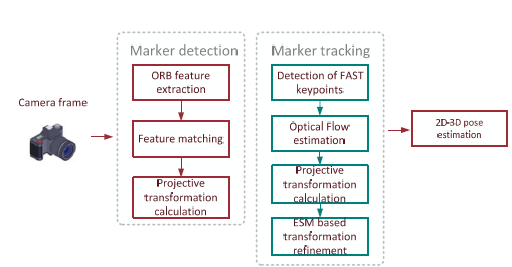 Camera frame
Marker detection
ORB feature
extraction
Feature matching
Projective
transformation
calculation
Marker tracking
Detection of FAST
keypoints
Optical Flow
estimation
Projective
transformation
calculation
ESM based
transformation
refinement
2D-3D pose
estimation